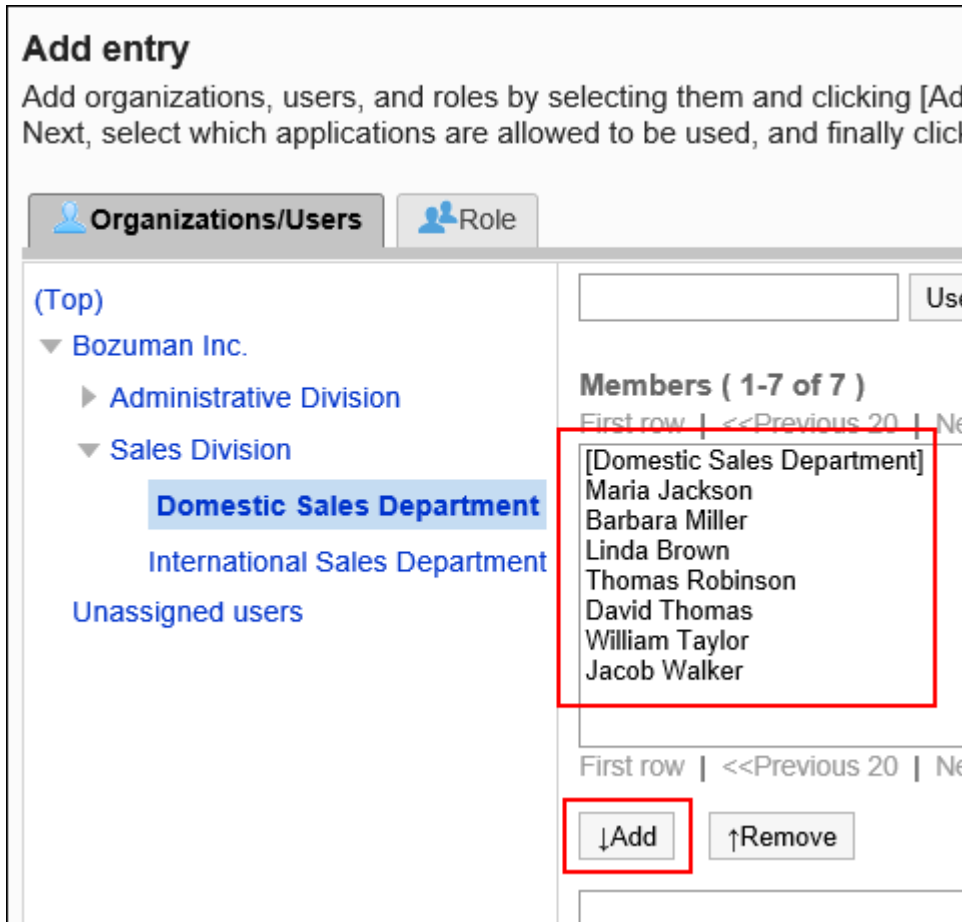 Add entry
Add organizations, users, and roles by selecting them and clicking [Ad
Next, select which applications are allowed to be used, and finally clic
Organizations/Users
Role
(Top)
Bozuman Inc.
Administrative Division
Sales Division
Domestic Sales Department
International Sales Department
Unassigned users
Use
Members ( 1-7 of 7 )
First row | <<Previous 20 | Ne
[Domestic Sales Department]
Maria Jackson
Barbara Miller
Linda Brown
Thomas Robinson
David Thomas
William Taylor
Jacob Walker
First row | <<Previous 20 | Ne
↓Add
↑Remove